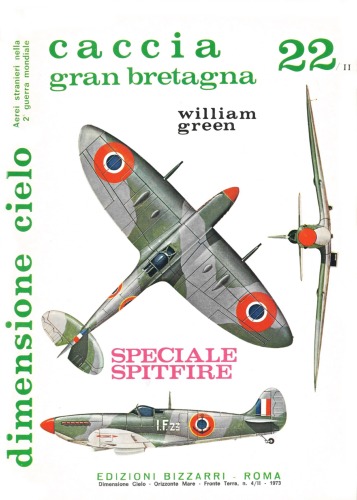 caccia
gran bretagna
22/II
william
green
Aerei stranieri nella
2ª guerra mondiale
dimensione cielo
SPECIALE
SPITFIRE
I.F23
EDIZIONI BIZZARRI - ROMA
Dimensione Cielo - Orizzonte Mare - Fronte Terra, n. 4/II - 1973